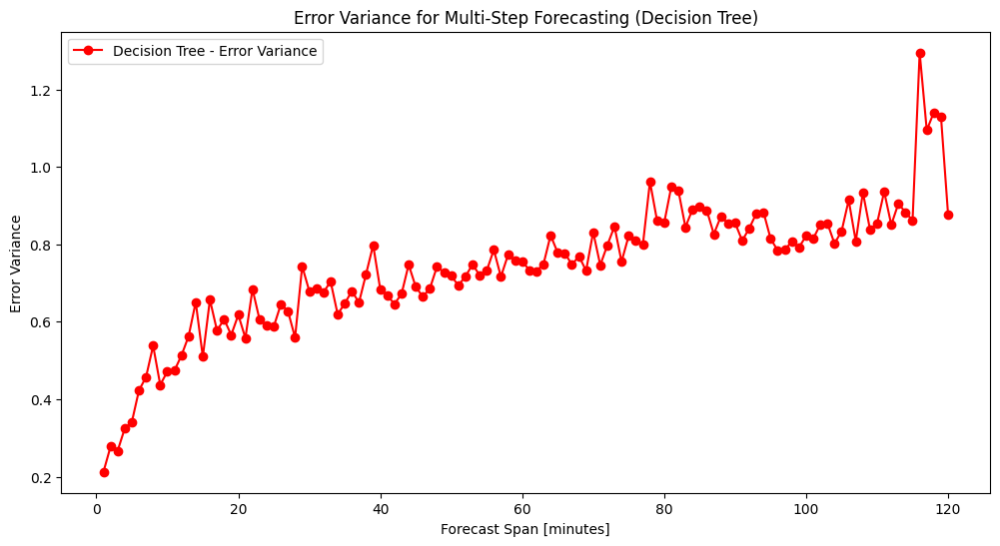 Error Variance for Multi-Step Forecasting (Decision Tree)
Decision Tree - Error Variance
Error Variance
1.2
1.0
0.8
0.6
0.4
0.2
0 20 40 60 80 100 120
Forecast Span [minutes]